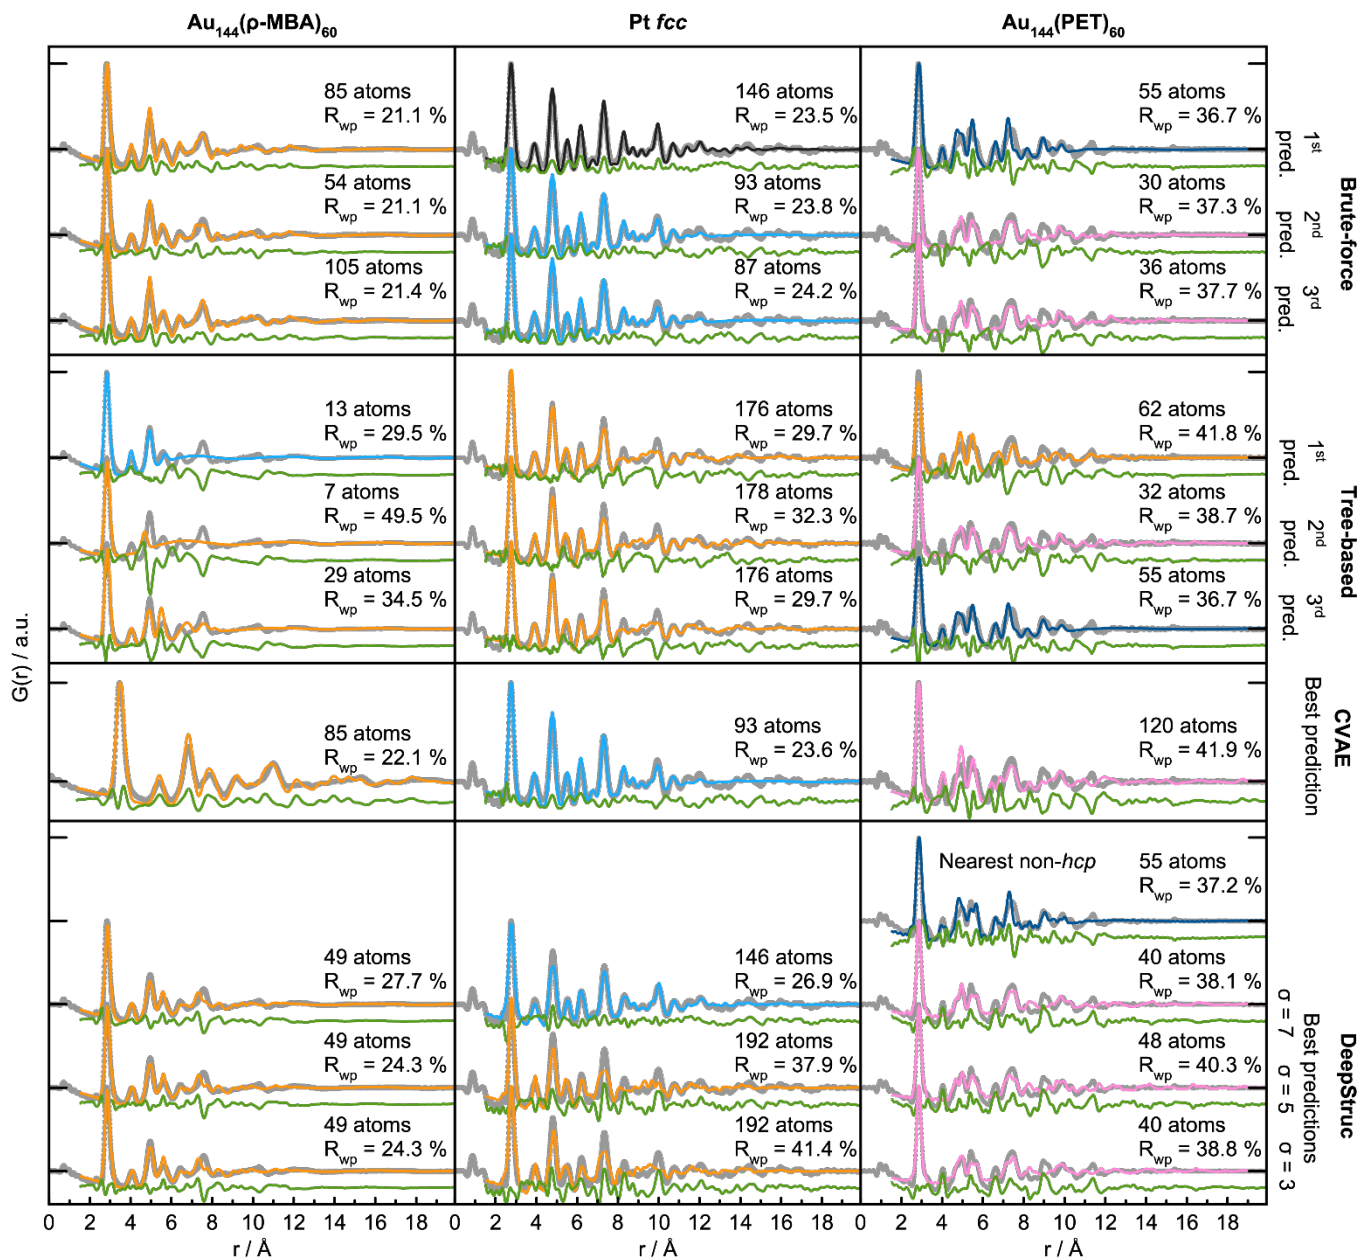 Au144(ρ-MBA)60
Pt fcc
Au144(PET)60
85 atoms
Rwp = 21.1 %
54 atoms
Rwp = 21.1 %
105 atoms
Rwp = 21.4 %
146 atoms
Rwp = 23.5 %
93 atoms
Rwp = 23.8 %
87 atoms
Rwp = 24.2 %
55 atoms
Rwp = 36.7 %
30 atoms
Rwp = 37.3 %
36 atoms
Rwp = 37.7 %
1st pred.
2nd pred.
3rd pred.
Brute-force
13 atoms
Rwp = 29.5 %
7 atoms
Rwp = 49.5 %
29 atoms
Rwp = 34.5 %
176 atoms
Rwp = 29.7 %
178 atoms
Rwp = 32.3 %
176 atoms
Rwp = 29.7 %
62 atoms
Rwp = 41.8 %
32 atoms
Rwp = 38.7 %
55 atoms
Rwp = 36.7 %
1st pred.
2nd pred.
3rd pred.
Tree-based
G(r) / a.u.
85 atoms
Rwp = 22.1 %
93 atoms
Rwp = 23.6 %
120 atoms
Rwp = 41.9 %
Best prediction
CVAE
49 atoms
Rwp = 27.7 %
49 atoms
Rwp = 24.3 %
49 atoms
Rwp = 24.3 %
146 atoms
Rwp = 26.9 %
192 atoms
Rwp = 37.9 %
192 atoms
Rwp = 41.4 %
Nearest non-hcp
55 atoms
Rwp = 37.2 %
40 atoms
Rwp = 38.1 %
48 atoms
Rwp = 40.3 %
40 atoms
Rwp = 38.8 %
σ = 7
σ = 5
σ = 3
Best predictions
DeepStruc
0 2 4 6 8 10 12 14 16 18
0 2 4 6 8 10 12 14 16 18
0 2 4 6 8 10 12 14 16 18
r / Å
r / Å
r / Å